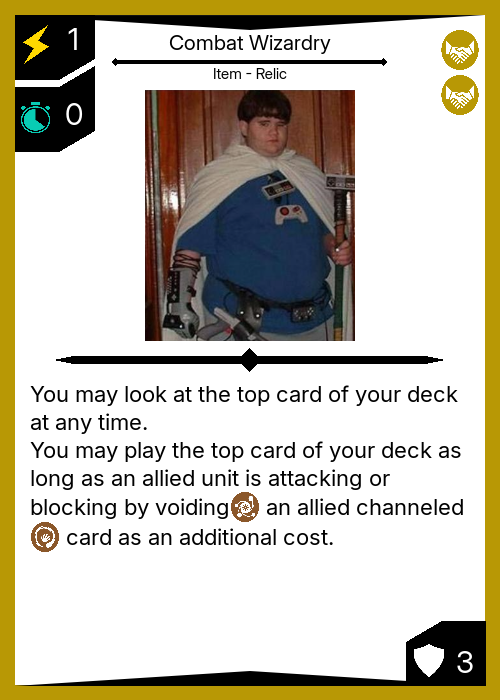 1
Combat Wizardry
Item - Relic
0
You may look at the top card of your deck
at any time.
You may play the top card of your deck as
long as an allied unit is attacking or
blocking by voiding an allied channeled
card as an additional cost.
3